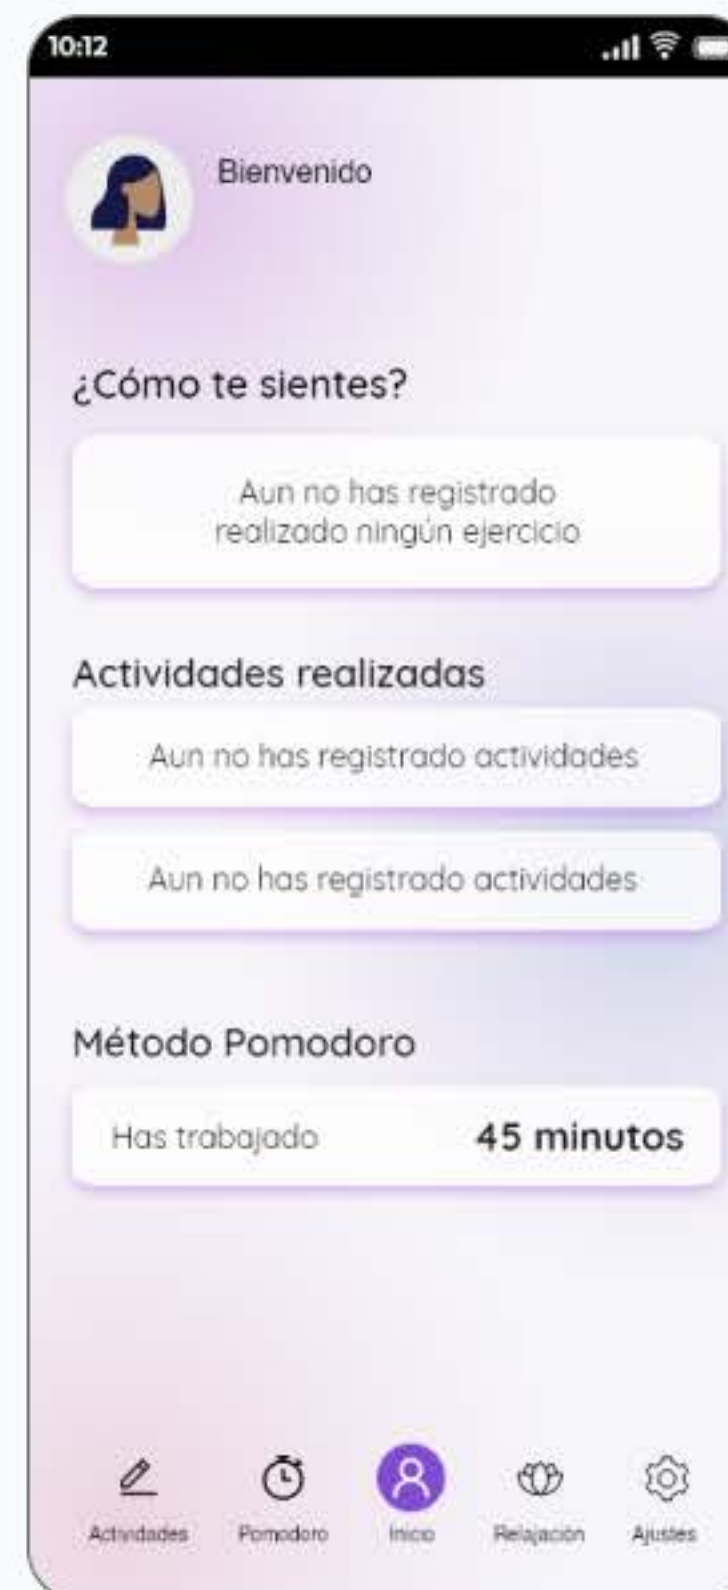 10:12
Bienvenido
¿Cómo te sientes?
Aun no has registrado
realizado ningún ejercicio
Actividades realizadas
Aun no has registrado actividades
Aun no has registrado actividades
Método Pomodoro
Has trabajado 45 minutos
Actividades Pomodoro Inicio Relajación Ajustes